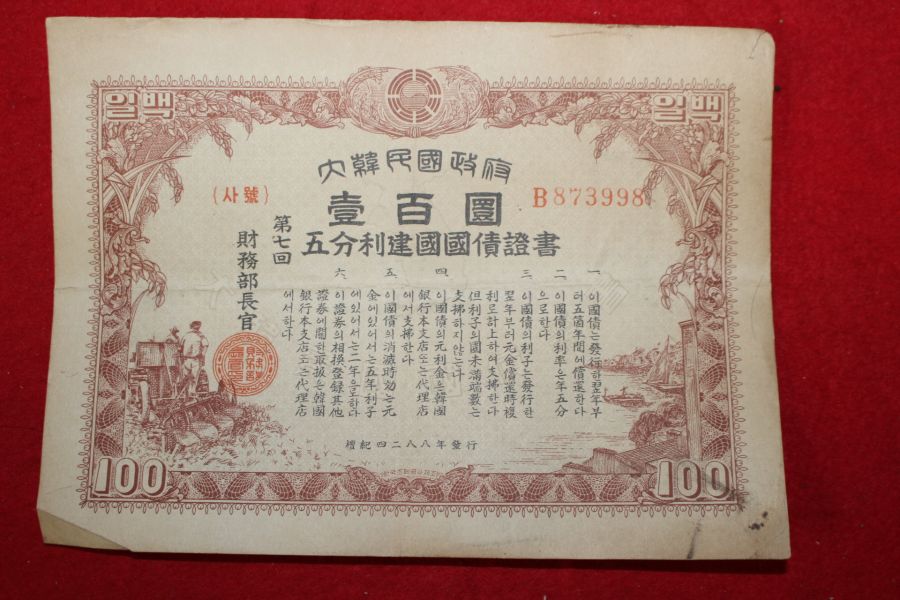 일백
일백
大韓民國政府
{사號}
壹百圜
B873998
第七回
五分利建國國債證書
財務部長官
一、이國債는發行하翌年부
터五箇年間에償還한다
二、이國債의利率은年五分
으로한다
三、이國債의利子는發行한
翌年부터元金償還時複
利로計上하여支拂한다
但利子의圜未滿端數는
支拂하지않는다
四、이國債의元利金은韓國
銀行本支店또는代理店
에서支拂한다
五、이國債의消滅時効는元
金에있어서는五年、利子
에있어서는二年으로한다
六、이證券의相換登錄其他
證券에關한取扱은韓國
銀行本支店또는代理店
에서한다
檀紀四二八八年發行
100
100